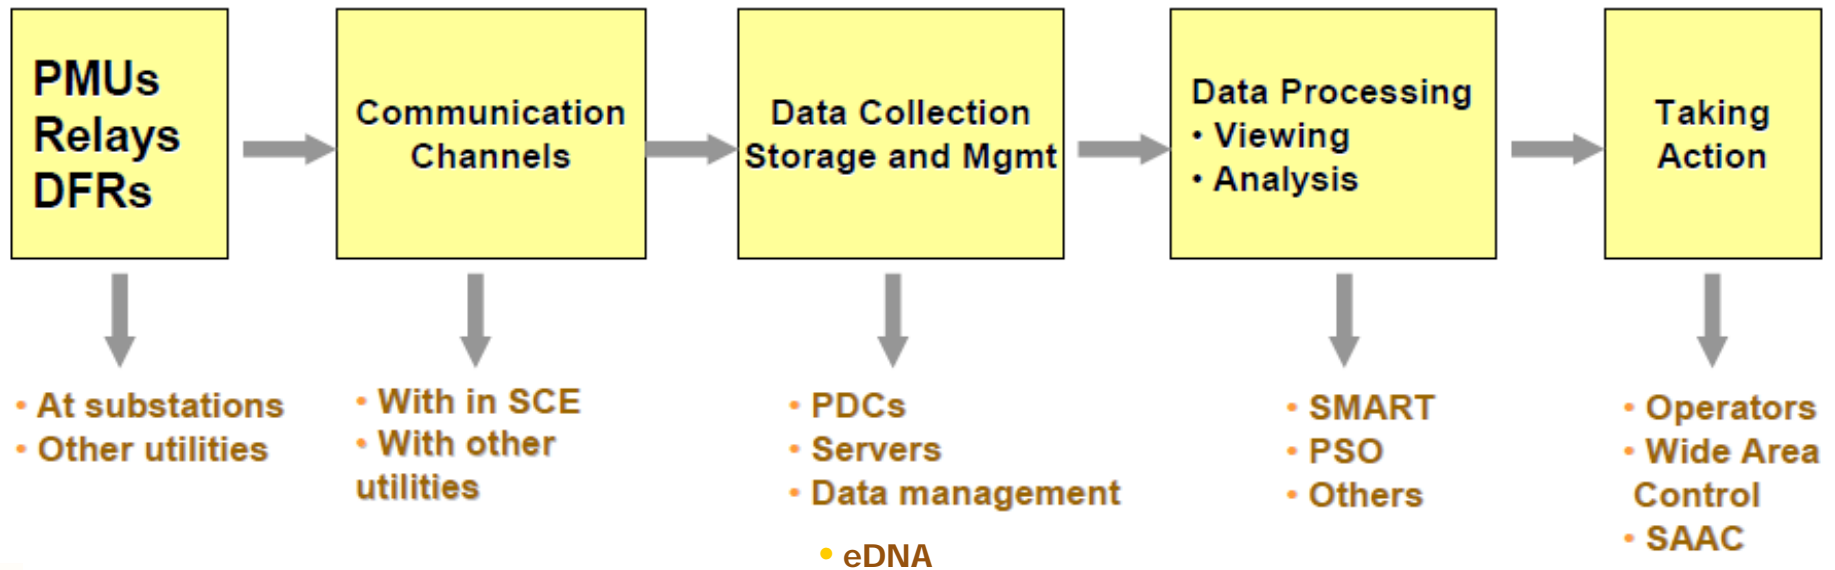 PMUs
Relays
DFRs
Communication
Channels
Data Collection
Storage and Mgmt
Data Processing
• Viewing
• Analysis
Taking
Action
• At substations
• Other utilities
• With in SCE
• With other
utilities
• PDCs
• Servers
• Data management
• eDNA
• SMART
• PSO
• Others
• Operators
• Wide Area
Control
• SAAC